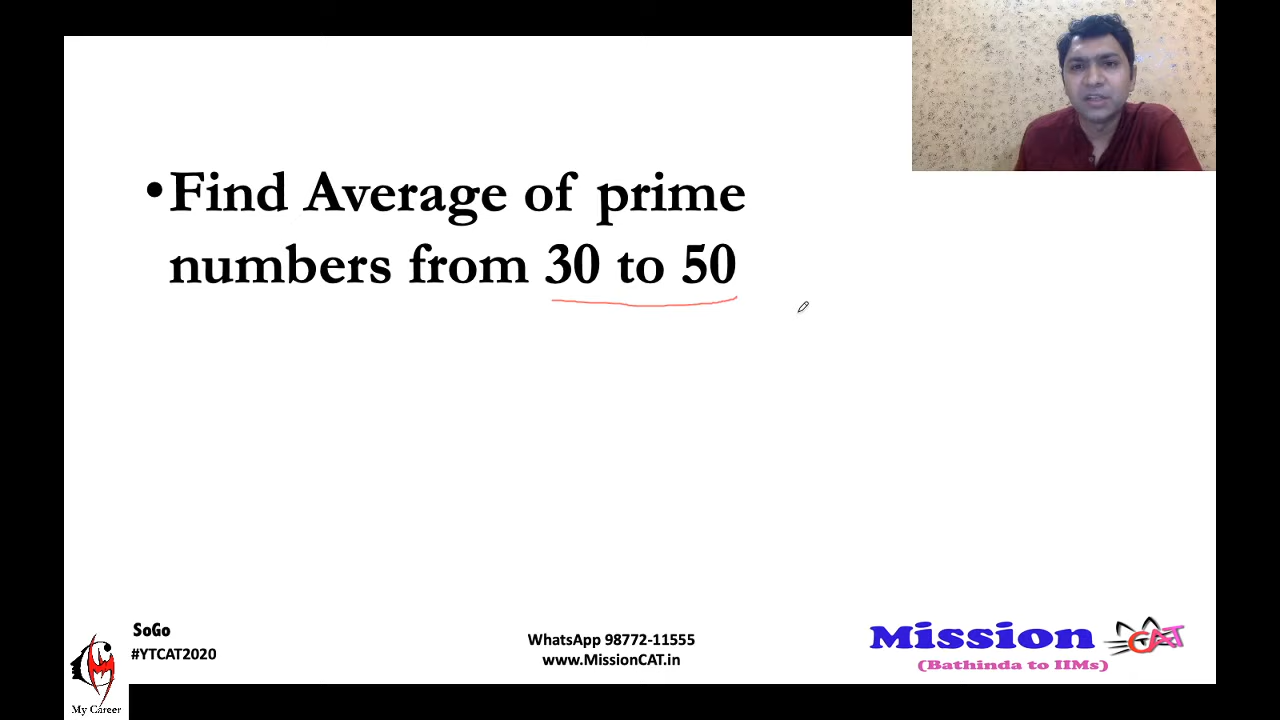 •Find Average of prime
numbers from 30 to 50
SoGo
#YTCAT2020
WhatsApp 98772-11555
www.MissionCAT.in
Mission CAT
(Bathinda to IIMs)
My Career